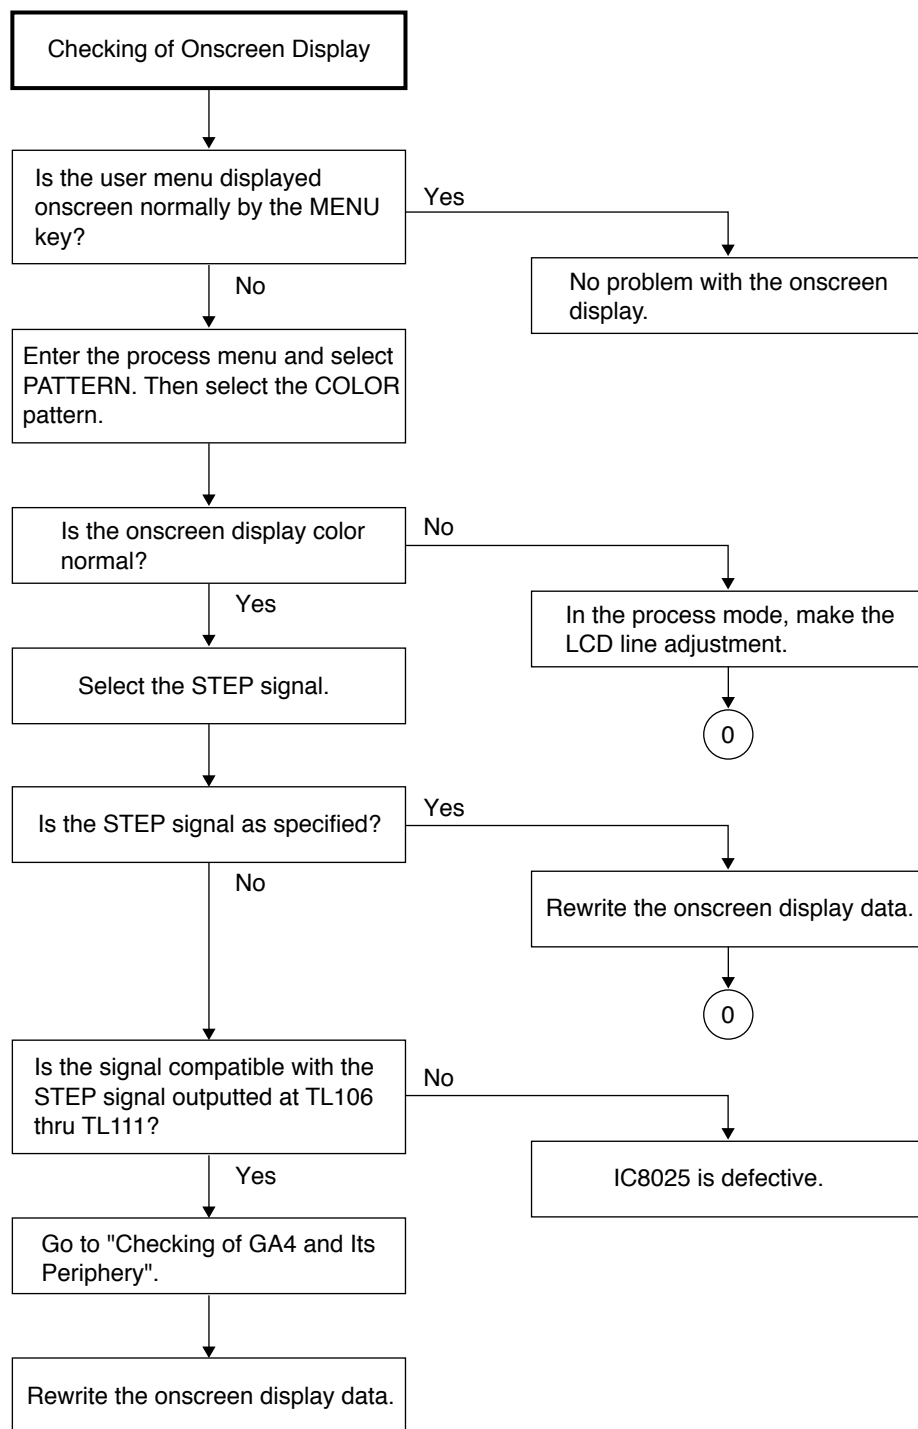 Checking of Onscreen Display
Is the user menu displayed
onscreen normally by the MENU
key?
Yes
No problem with the onscreen
display.
No
Enter the process menu and select
PATTERN. Then select the COLOR
pattern.
Is the onscreen display color
normal?
No
In the process mode, make the
LCD line adjustment.
0
Yes
Select the STEP signal.
Is the STEP signal as specified?
Yes
Rewrite the onscreen display data.
0
No
Is the signal compatible with the
STEP signal outputted at TL106
thru TL111?
No
IC8025 is defective.
Yes
Go to "Checking of GA4 and Its
Periphery".
Rewrite the onscreen display data.